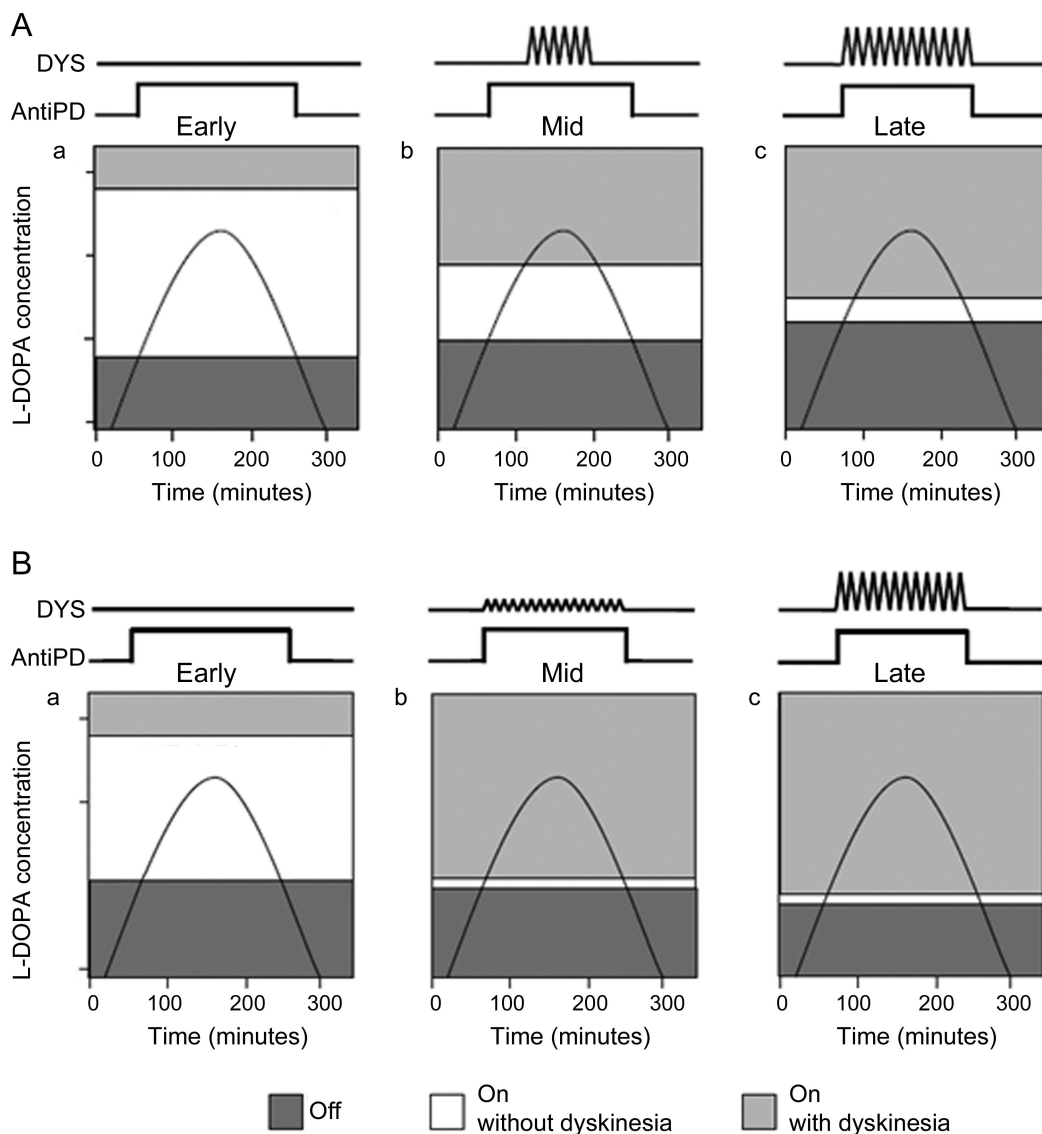 A
DYS
AntiPD
Early
Mid
Late
a
b
c
L-DOPA concentration
0 100 200 300
0 100 200 300
0 100 200 300
Time (minutes)
Time (minutes)
Time (minutes)
B
DYS
AntiPD
Early
Mid
Late
a
b
c
L-DOPA concentration
0 100 200 300
0 100 200 300
0 100 200 300
Time (minutes)
Time (minutes)
Time (minutes)
Off
On
without dyskinesia
On
with dyskinesia